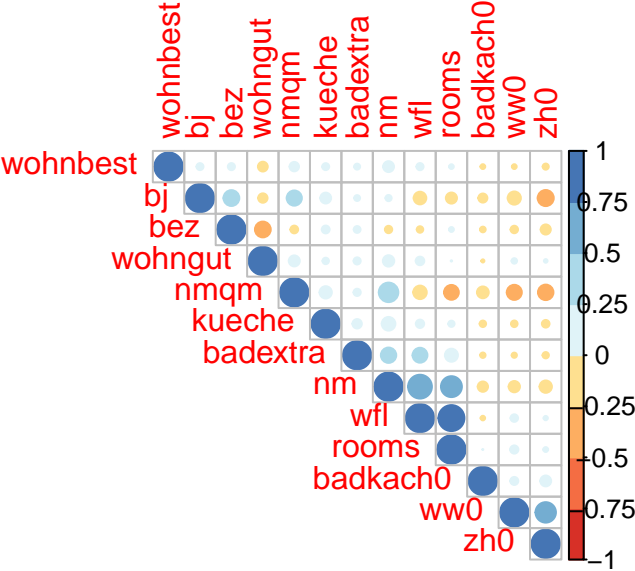 wohnbest
bj
bez
wohngut
nmqm
kueche
badextra
nm
wfl
rooms
badkach0
ww0
zh0
wohnbest
bj
bez
wohngut
nmqm
kueche
badextra
nm
wfl
rooms
badkach0
ww0
zh0
1
0.75
0.5
0.25
0
−0.25
−0.5
−0.75
−1